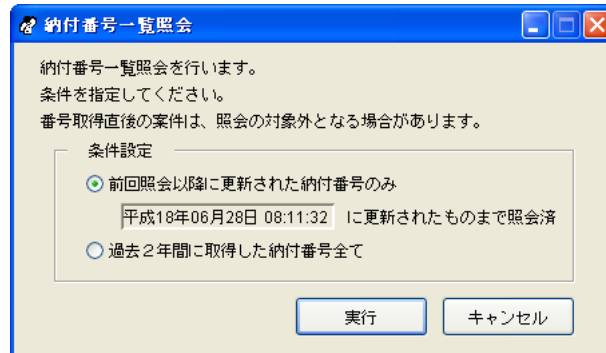 納付番号一覧照会
納付番号一覧照会を行います。
条件を指定してください。
番号取得直後の案件は、照会の対象外となる場合があります。
条件設定
前回照会以降に更新された納付番号のみ
平成18年06月28日 08:11:32 に更新されたものまで照会済
過去２年間に取得した納付番号全て
実行 キャンセル